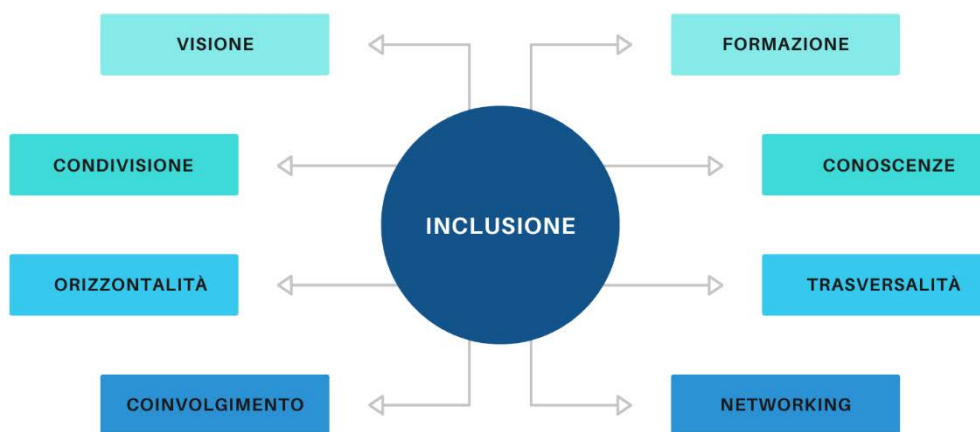 VISIONE
FORMAZIONE
CONDIVISIONE
CONOSCENZE
INCLUSIONE
ORIZZONTALITÀ
TRASVERSALITÀ
COINVOLGIMENTO
NETWORKING